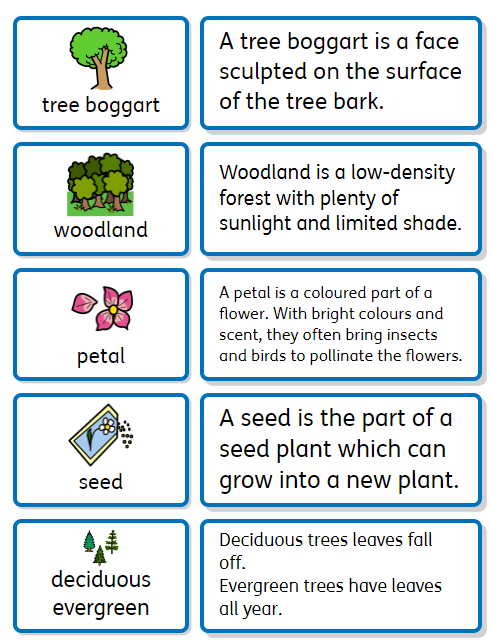 tree boggart
A tree boggart is a face
sculpted on the surface
of the tree bark.
woodland
Woodland is a low-density
forest with plenty of
sunlight and limited shade.
petal
A petal is a coloured part of a
flower. With bright colours and
scent, they often bring insects
and birds to pollinate the flowers.
seed
A seed is the part of a
seed plant which can
grow into a new plant.
deciduous
evergreen
Deciduous trees leaves fall
off.
Evergreen trees have leaves
all year.